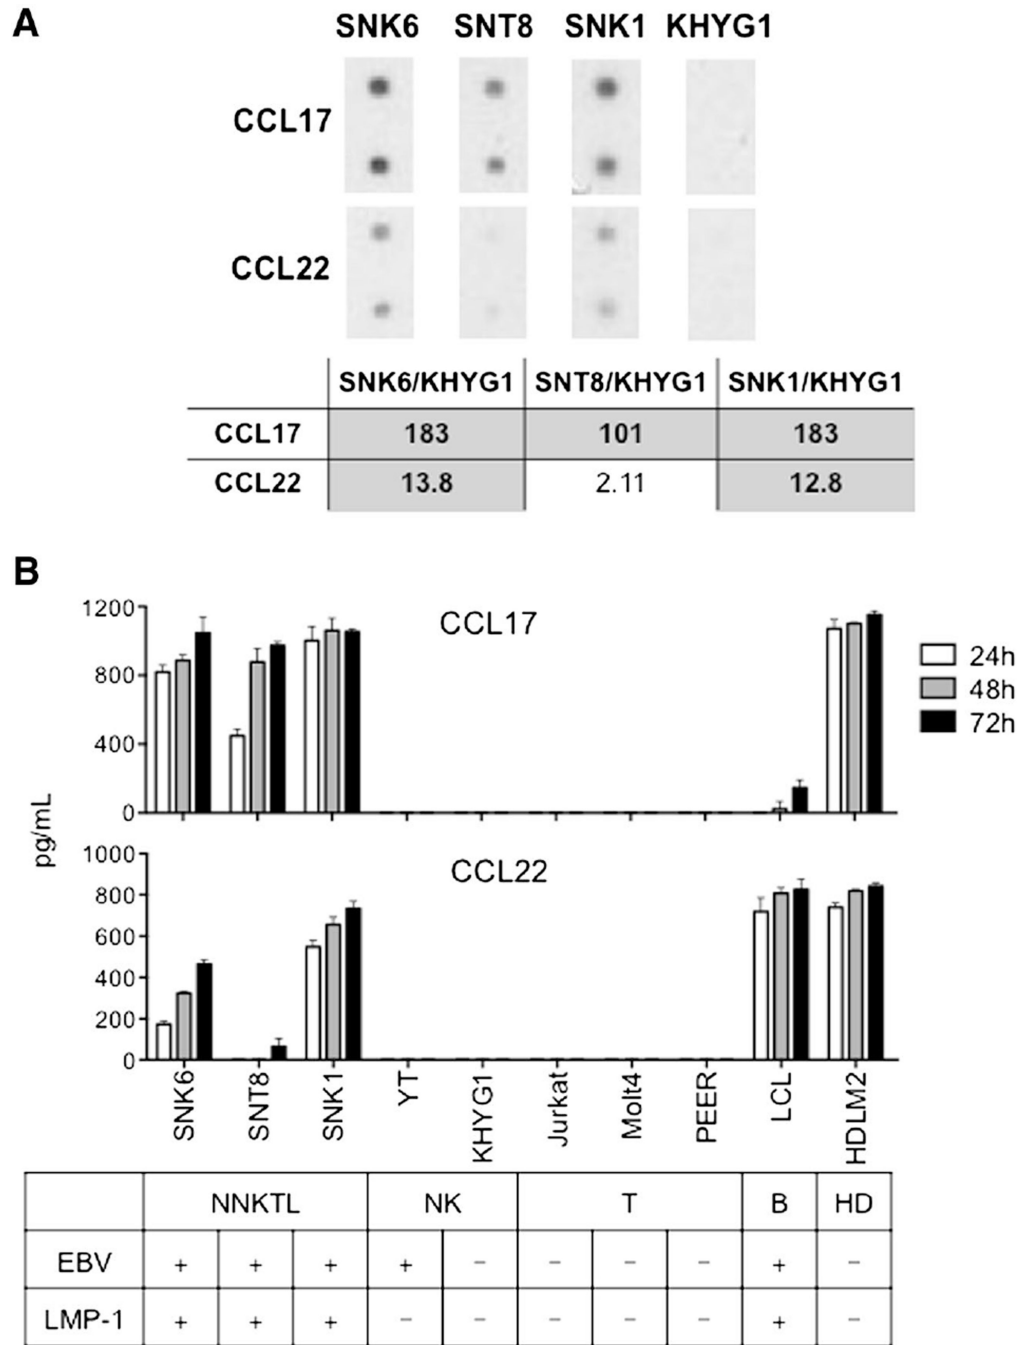 A
SNK6 SNT8 SNK1 KHYG1
CCL17
CCL22
SNK6/KHYG1 SNT8/KHYG1 SNK1/KHYG1
CCL17 183 101 183
CCL22 13.8 2.11 12.8
B
CCL17
1200
800
400
0
24h
48h
72h
pg/mL
CCL22
1000
800
600
400
200
0
SNK6 SNT8 SNK1 YT KHYG1 Jurkat Molt4 PEER LCL HDLM2
NNKTL NK T B HD
EBV + + + + − − − − + −
LMP-1 + + + − − − − − + −